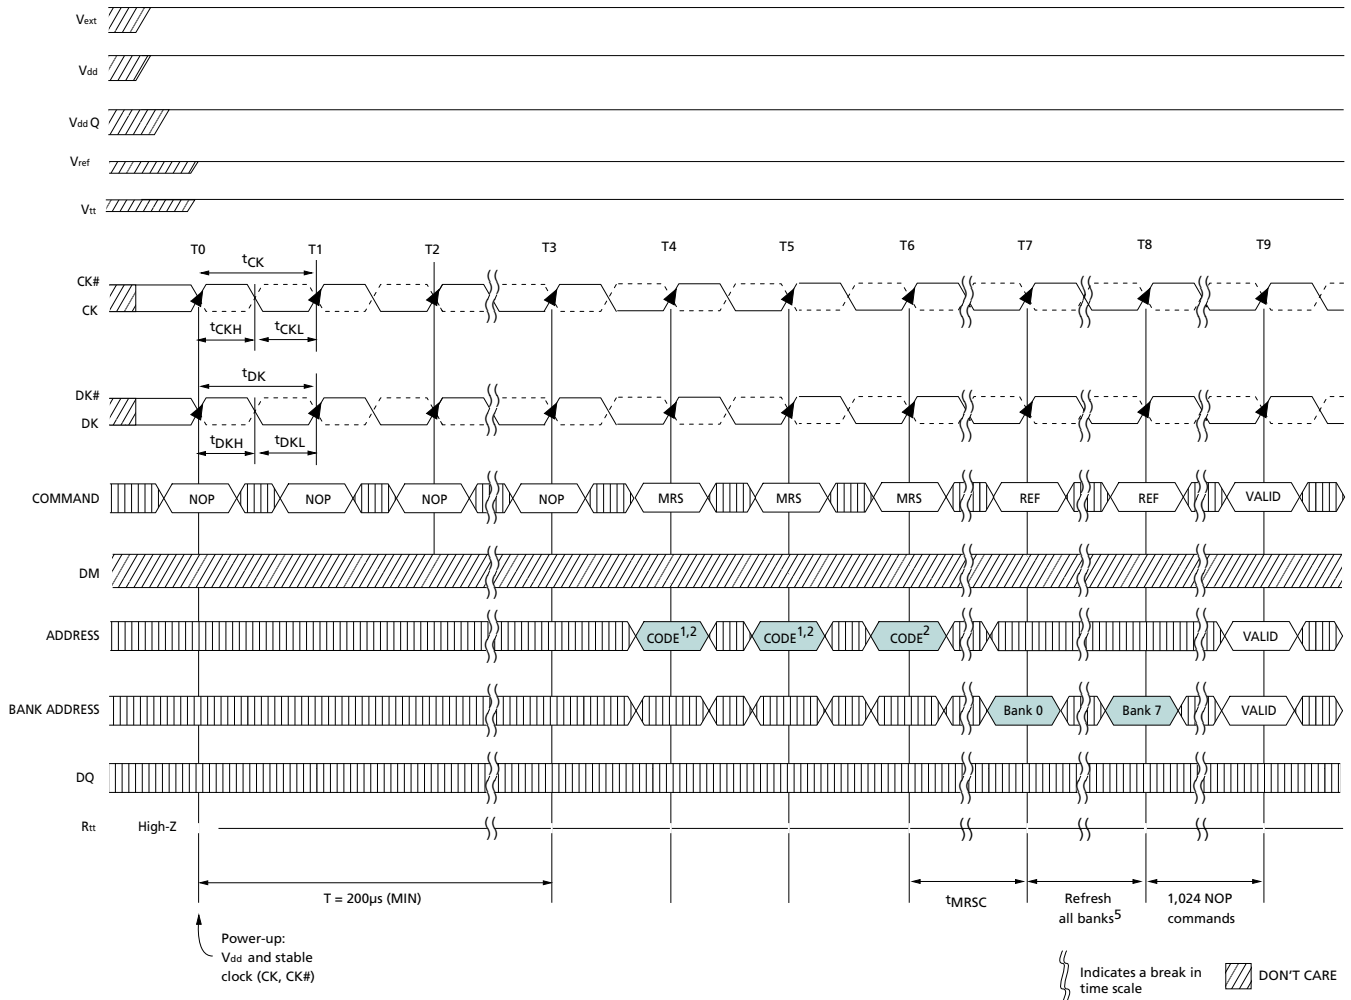 Vext
Vdd
VddQ
Vref
Vtt
T0 T1 T2 T3 T4 T5 T6 T7 T8 T9
tCK
CK#
CK
tCKH tCKL
tDK
DK#
DK
tDKH tDKL
COMMAND NOP NOP NOP NOP MRS MRS MRS REF REF VALID
DM
ADDRESS CODE1,2 CODE1,2 CODE2 VALID
BANK ADDRESS Bank 0 Bank 7 VALID
DQ
Rtt High-Z
T = 200µs (MIN)
tMRSC
Refresh
all banks5
1,024 NOP
commands
Power-up:
Vdd and stable
clock (CK, CK#)
Indicates a break in
time scale
DON'T CARE